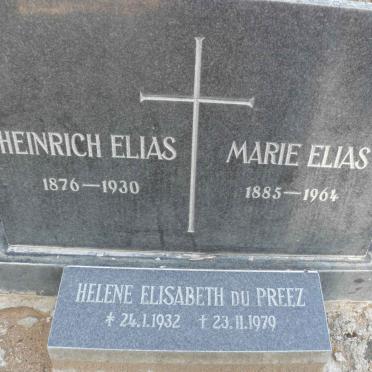 HEINRICH ELIAS
1876—1930
MARIE ELIAS
1885—1964
HELENE ELISABETH DU PREEZ
* 24.1.1932 † 23.11.1979